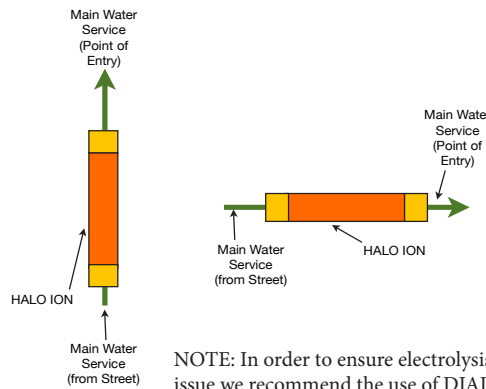 Main Water
Service
(Point of
Entry)
HALO ION
Main Water
Service
(from Street)
Main Wate
Service
(Point of
Entry)
Main Water
Service
(from Street)
HALO ION
NOTE: In order to ensure electrolysis
issue we recommend the use of